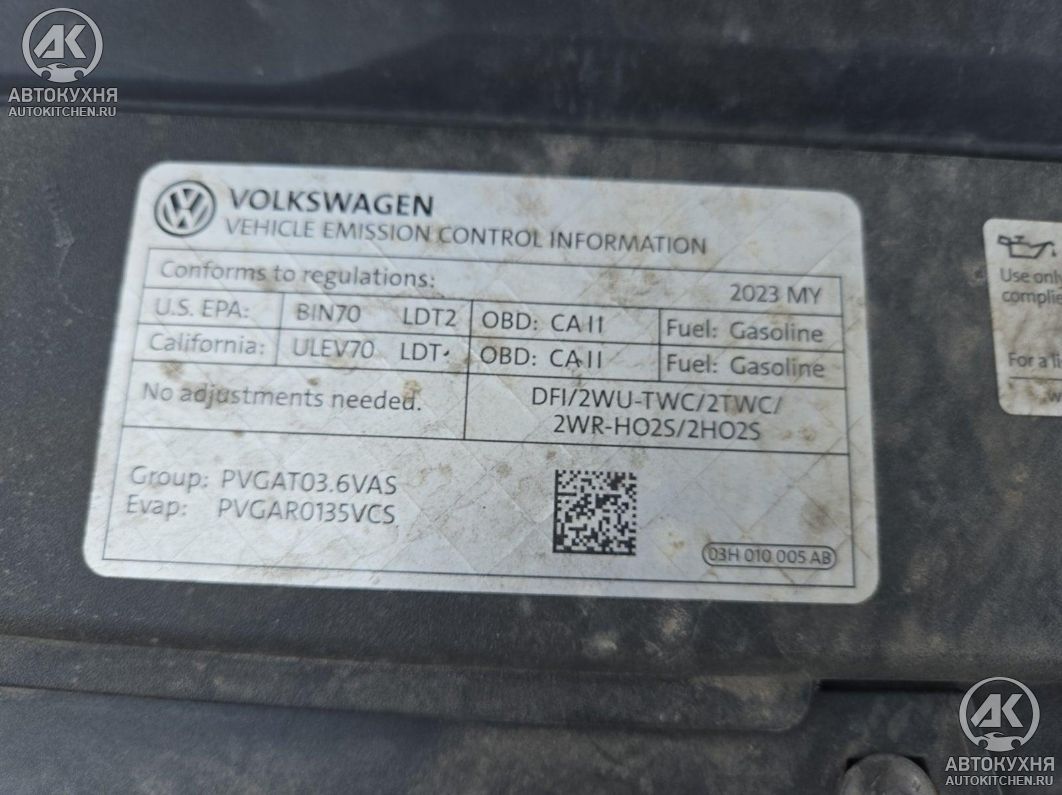 АВТОКУХНЯ
AUTOKITCHEN.RU
VOLKSWAGEN
VEHICLE EMISSION CONTROL INFORMATION
Conforms to regulations: 2023 MY
U.S. EPA: BIN70 LDT2 OBD: CA II Fuel: Gasoline
California: ULEV70 LDT OBD: CA II Fuel: Gasoline
No adjustments needed. DFI/2WU-TWC/2TWC/
2WR-HO2S/2HO2S
Group: PVGAT03.6VAS
Evap: PVGAR0135VCS
03H 010 005 AB
Use only
For a
АВТОКУХНЯ
AUTOKITCHEN.RU